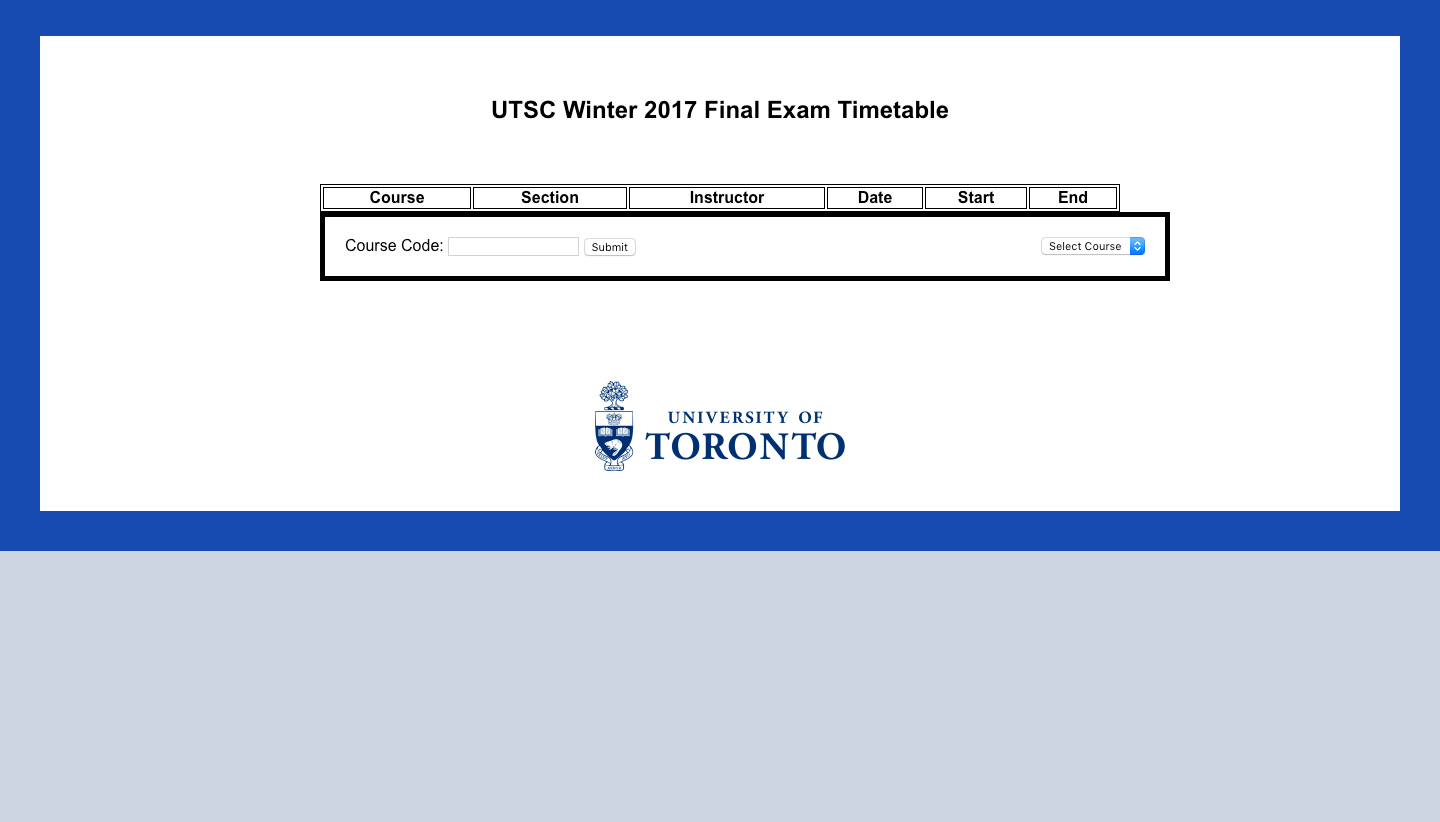 UTSC Winter 2017 Final Exam Timetable
Course Section Instructor Date Start End
Course Code: Submit Select Course
UNIVERSITY OF
TORONTO